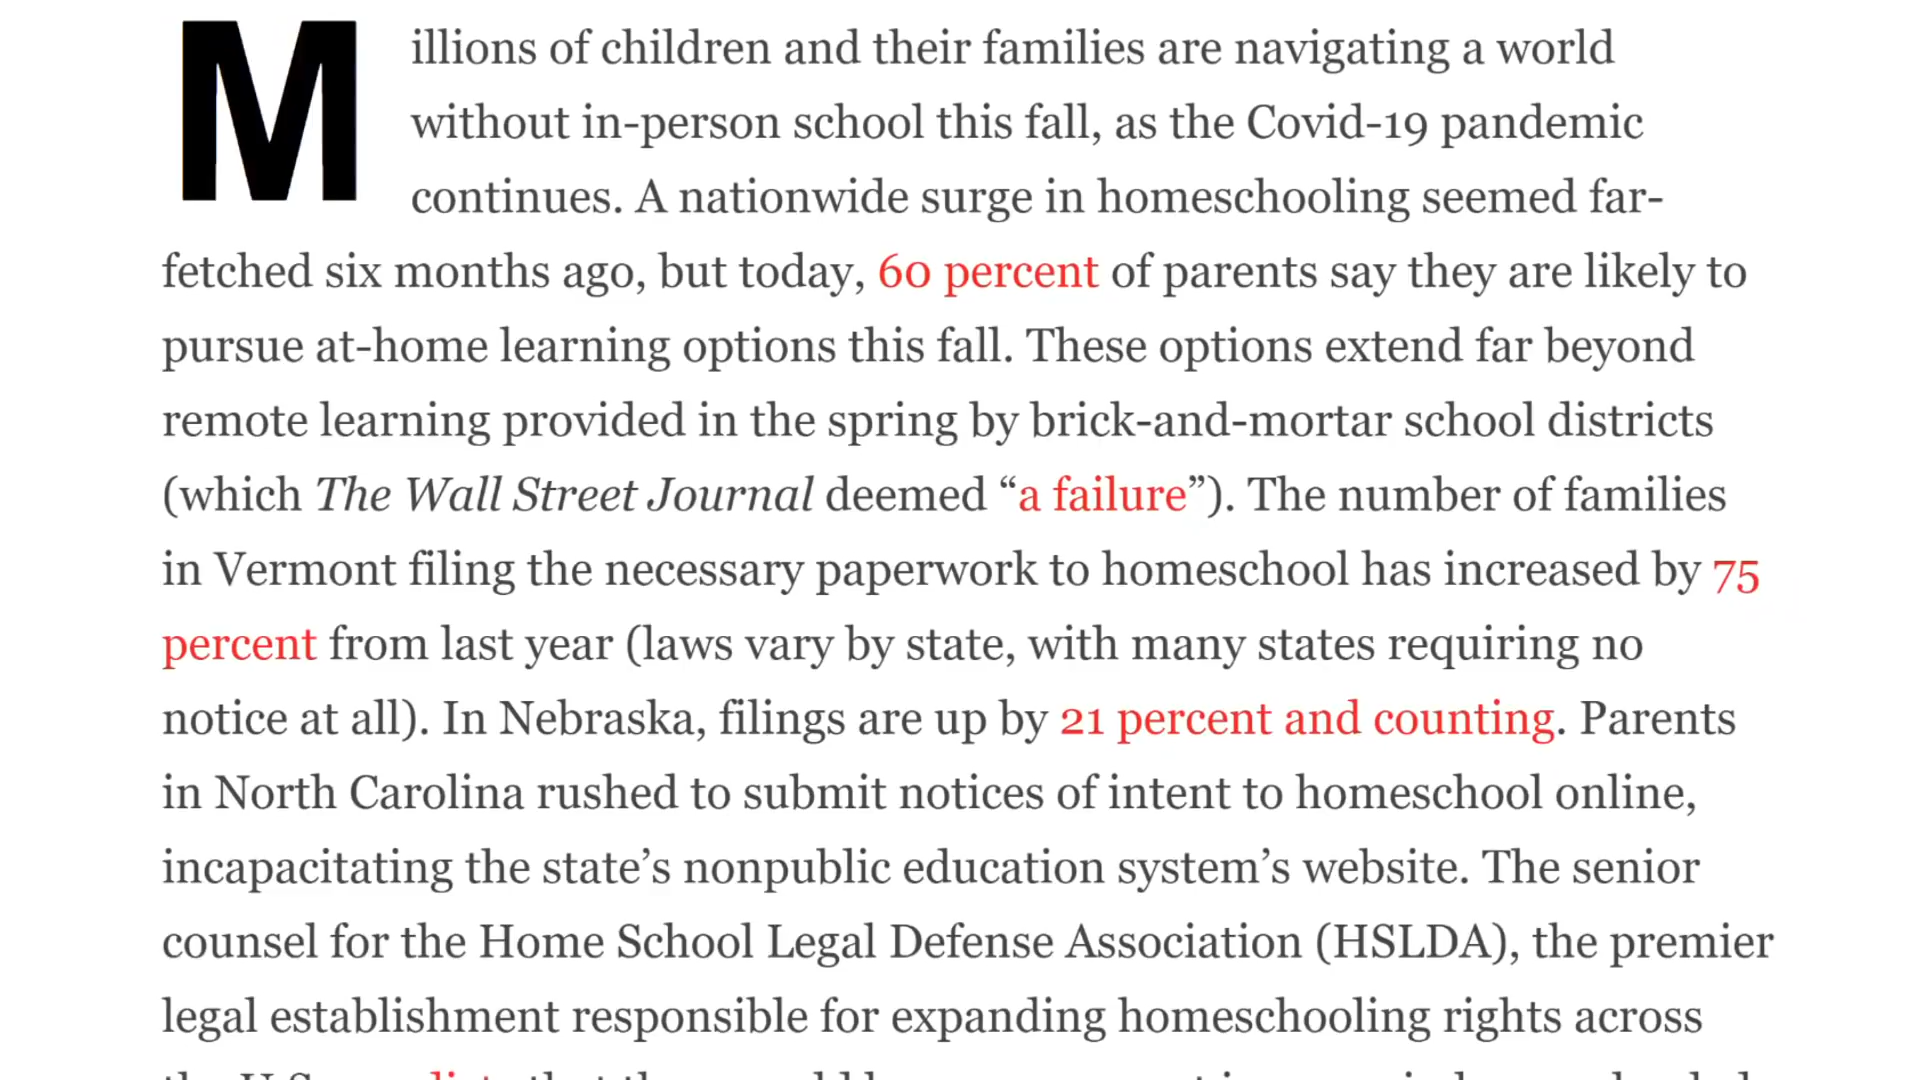 Millions of children and their families are navigating a world
without in-person school this fall, as the Covid-19 pandemic
continues. A nationwide surge in homeschooling seemed far-
fetched six months ago, but today, 60 percent of parents say they are likely to
pursue at-home learning options this fall. These options extend far beyond
remote learning provided in the spring by brick-and-mortar school districts
(which The Wall Street Journal deemed “a failure”). The number of families
in Vermont filing the necessary paperwork to homeschool has increased by 75
percent from last year (laws vary by state, with many states requiring no
notice at all). In Nebraska, filings are up by 21 percent and counting. Parents
in North Carolina rushed to submit notices of intent to homeschool online,
incapacitating the state’s nonpublic education system’s website. The senior
counsel for the Home School Legal Defense Association (HSLDA), the premier
legal establishment responsible for expanding homeschooling rights across